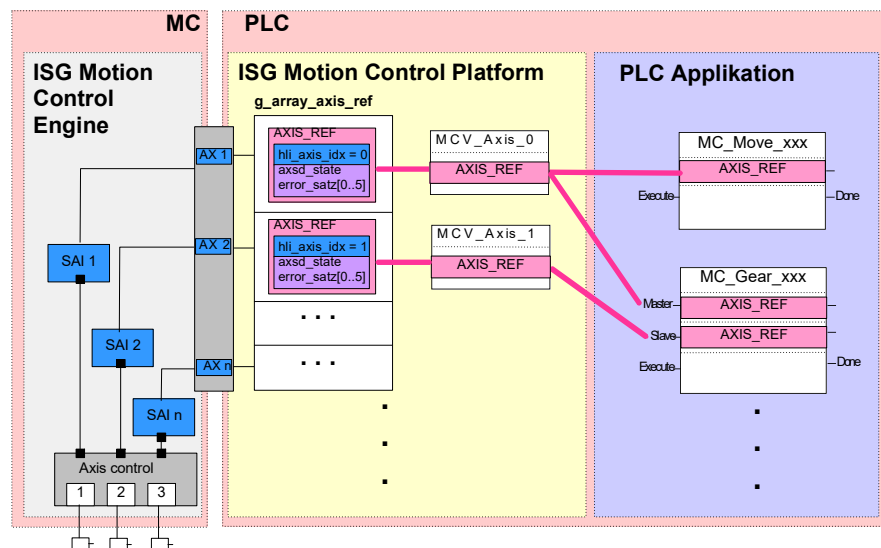 MC
PLC
ISG Motion
Control
Engine
ISG Motion Control Platform
PLC Applikation
g_array_axis_ref
AXIS_REF
hli_axis_idx = 0
axsd_state
error_satz[0..5]
AXIS_REF
hli_axis_idx = 1
axsd_state
error_satz[0..5]
. . .
. . .
MCV_Axis_0
AXIS_REF
MCV_Axis_1
AXIS_REF
MC_Move_xxx
AXIS_REF
Execute
Done
MC_Gear_xxx
Master
AXIS_REF
Slave
AXIS_REF
Execute
Done
AX 1
AX 2
AX n
SAI 1
SAI 2
SAI n
Axis control
1
2
3